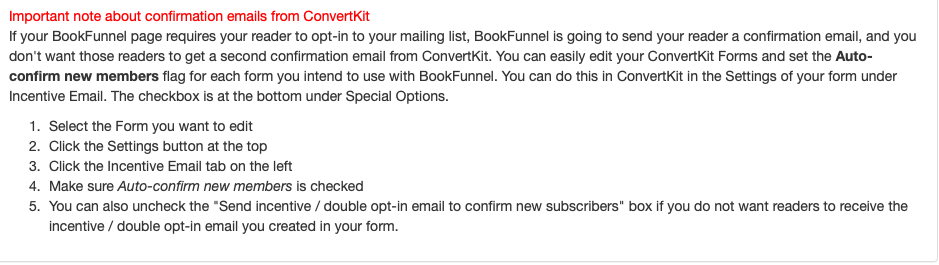 Important note about confirmation emails from ConvertKit
If your BookFunnel page requires your reader to opt-in to your mailing list, BookFunnel is going to send your reader a confirmation email, and you
don't want those readers to get a second confirmation email from ConvertKit. You can easily edit your ConvertKit Forms and set the Auto-
confirm new members flag for each form you intend to use with BookFunnel. You can do this in ConvertKit in the Settings of your form under
Incentive Email. The checkbox is at the bottom under Special Options.
1. Select the Form you want to edit
2. Click the Settings button at the top
3. Click the Incentive Email tab on the left
4. Make sure Auto-confirm new members is checked
5. You can also uncheck the "Send incentive / double opt-in email to confirm new subscribers" box if you do not want readers to receive the
incentive / double opt-in email you created in your form.